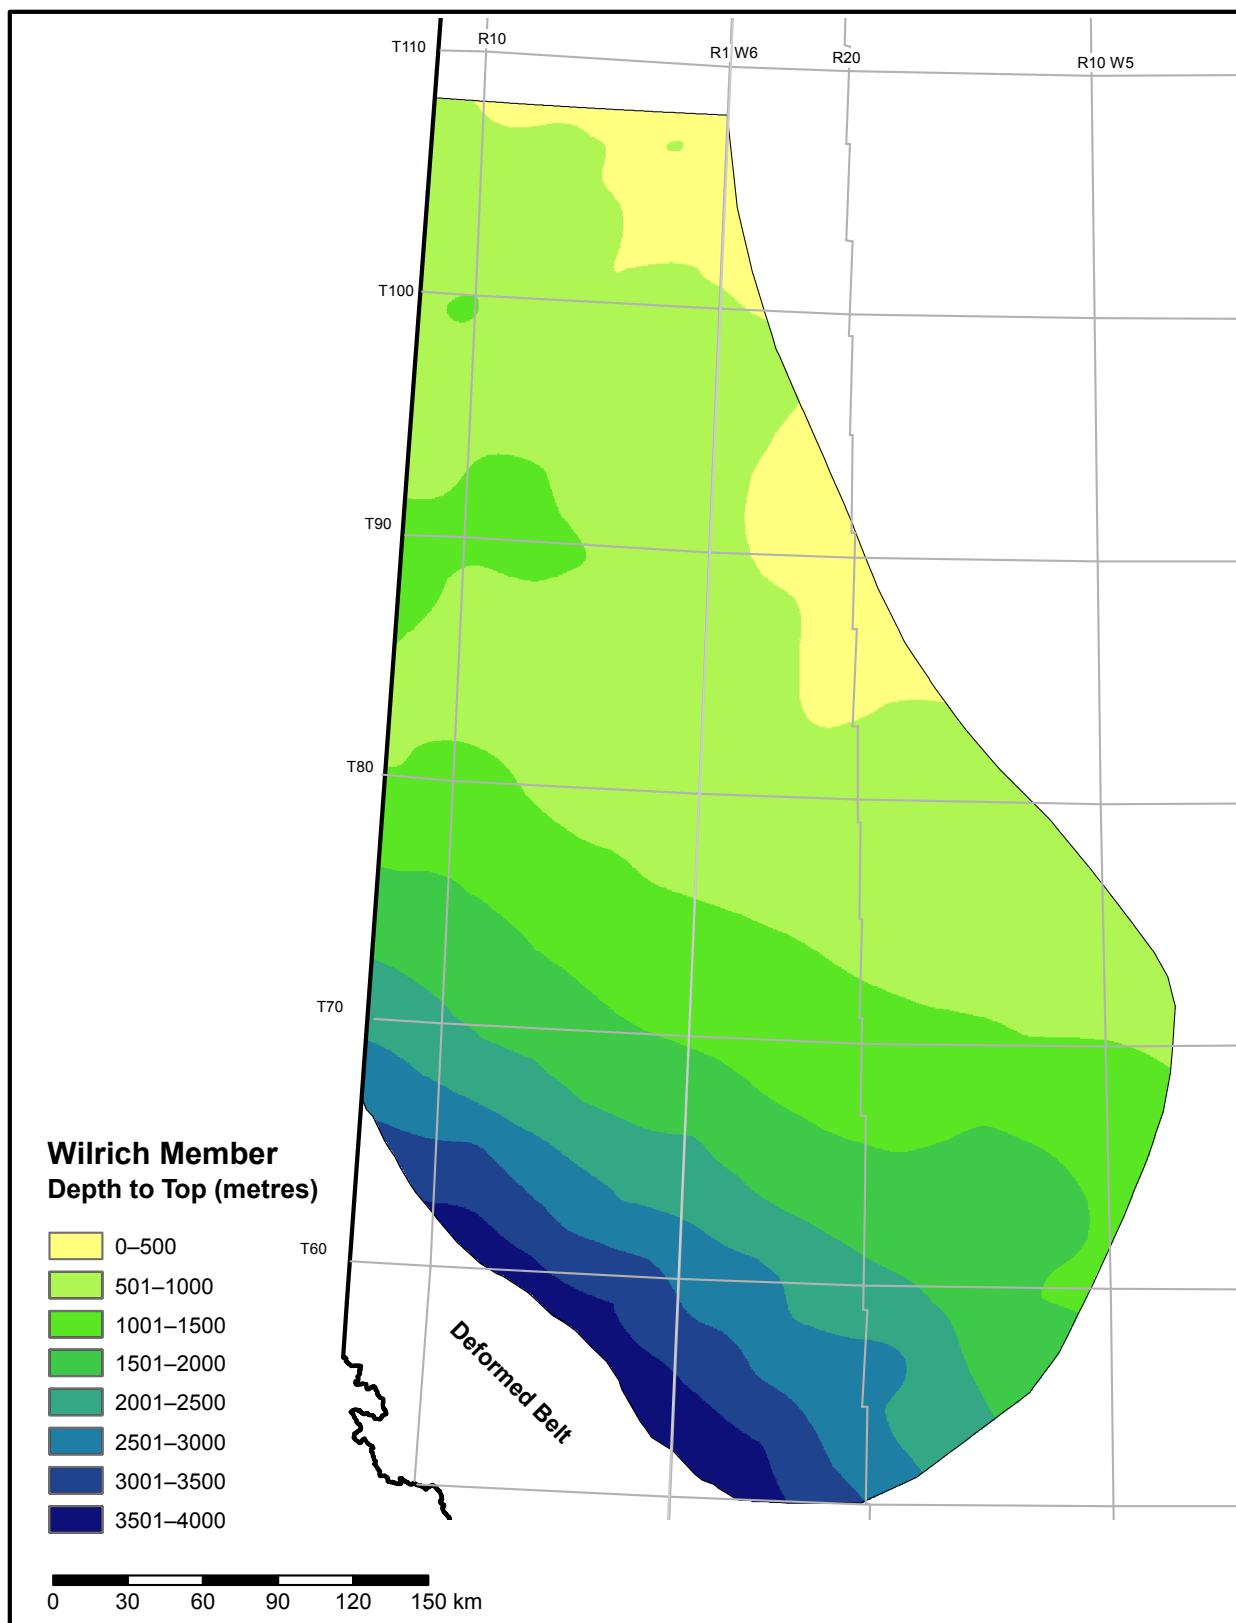 T110
R10
R1 W6
R20
R10 W5
T100
T90
T80
T70
T60
Deformed Belt
Wilrich Member
Depth to Top (metres)
0–500
501–1000
1001–1500
1501–2000
2001–2500
2501–3000
3001–3500
3501–4000
0 30 60 90 120 150 km